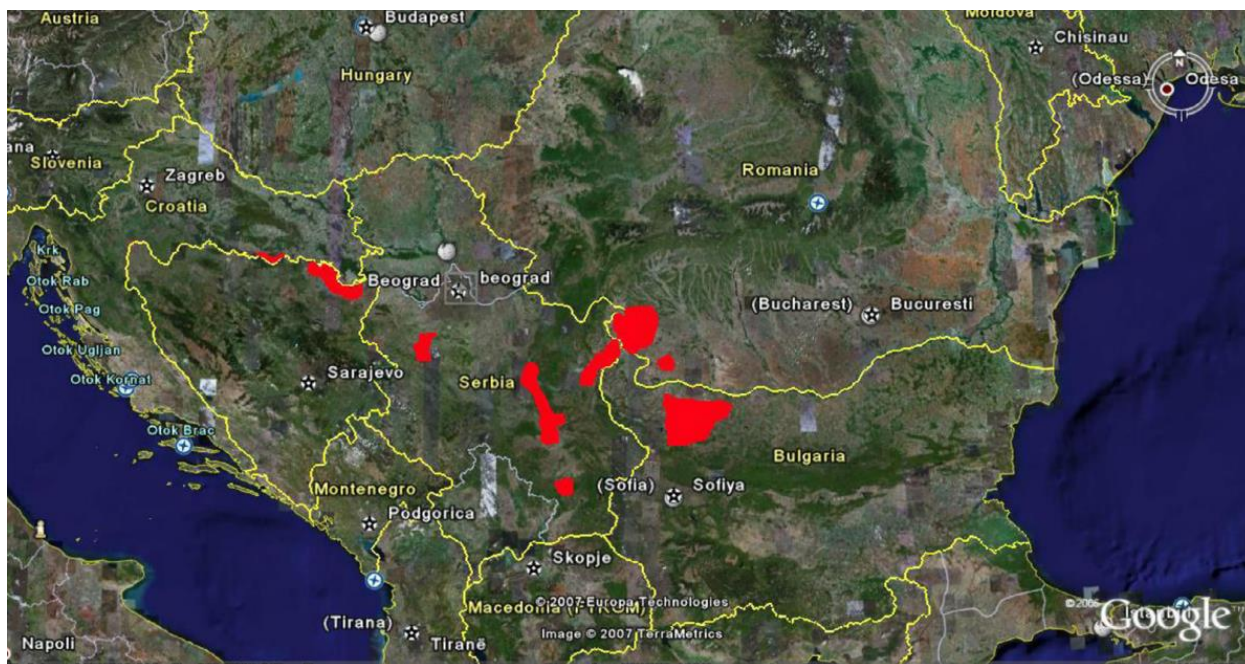 Austria
Budapest
Moldova
Chisinau
Hungary
N
(Odessa)
Odesa
ana
Slovenia
Zagreb
Romania
Croatia
Krk
Otok Rab
Beograd
beograd
Otok Pag
(Bucharest)
Bucuresti
Otok Ugljan
Sarajevo
Serbia
Otok Kornat
Otok Brac
Bulgaria
(Sofia)
Sofiya
Montenegro
Podgorica
Skopje
© 2007 Europa Technologies
Macedonia
(Tirana)
Tiranë
Image © 2007 TerraMetrics
Google™
Napoli